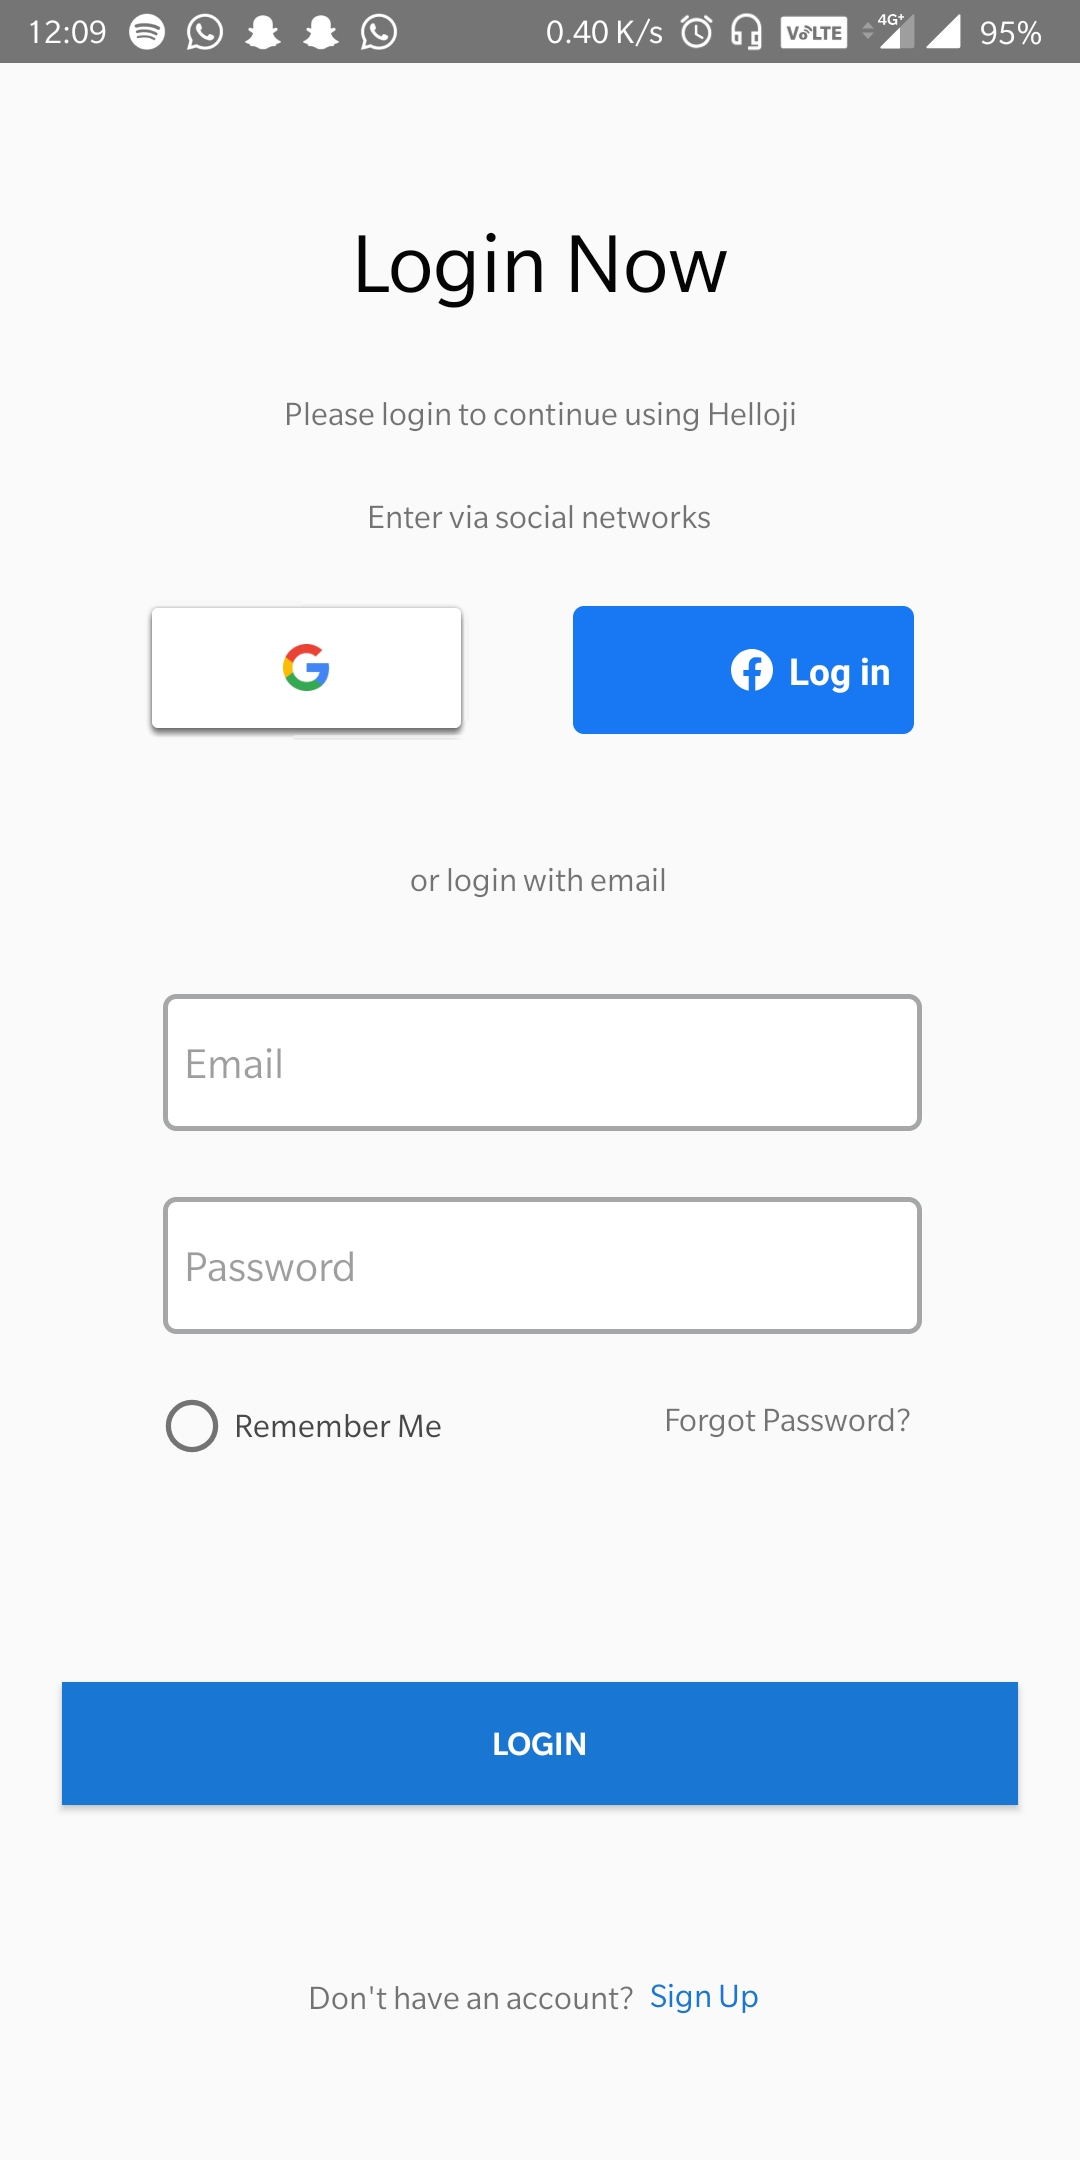 12:09 0.40 K/s VoLTE 4G+ 95%
Login Now
Please login to continue using Helloji
Enter via social networks
G Log in
or login with email
Email
Password
Remember Me Forgot Password?
LOGIN
Don't have an account? Sign Up